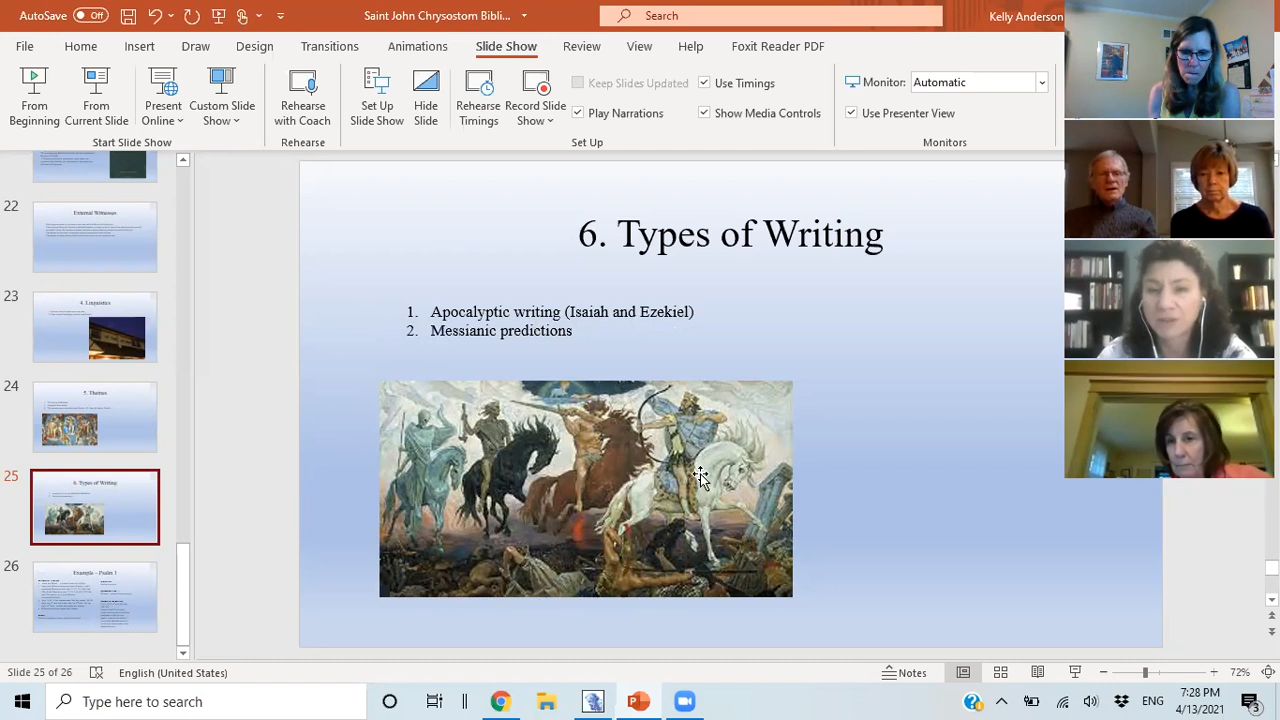 AutoSave
Off
Saint John Chrysostom Bibli...
Search
Kelly Anderson
File
Home
Insert
Draw
Design
Transitions
Animations
Slide Show
Review
View
Help
Foxit Reader PDF
From Beginning
From Current Slide
Present Online
Custom Slide Show
Start Slide Show
Rehearse with Coach
Rehearse
Set Up Slide Show
Hide Slide
Rehearse Timings
Record Slide Show
Keep Slides Updated
Play Narrations
Use Timings
Show Media Controls
Set Up
Monitor:
Automatic
Use Presenter View
Monitors
22
External Witnesses
23
4. Linguistics
24
5. Themes
25
6. Types of Writing
26
Example – Psalm 1
6. Types of Writing
1. Apocalyptic writing (Isaiah and Ezekiel)
2. Messianic predictions
Slide 25 of 26
English (United States)
Notes
72%
Type here to search
ENG
7:28 PM
4/13/2021
3